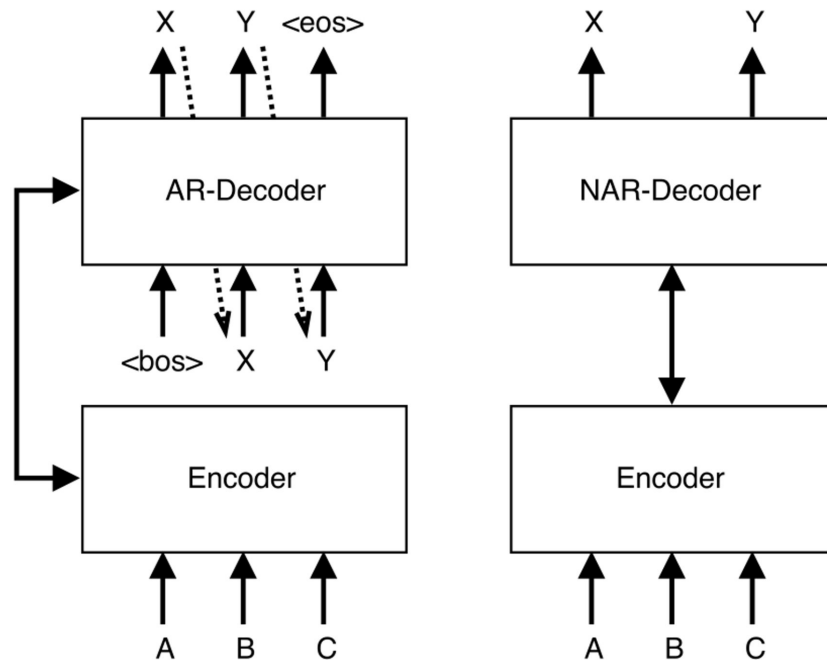 X Y <eos>
AR-Decoder
<bos> X Y
Encoder
A B C
X Y
NAR-Decoder
Encoder
A B C